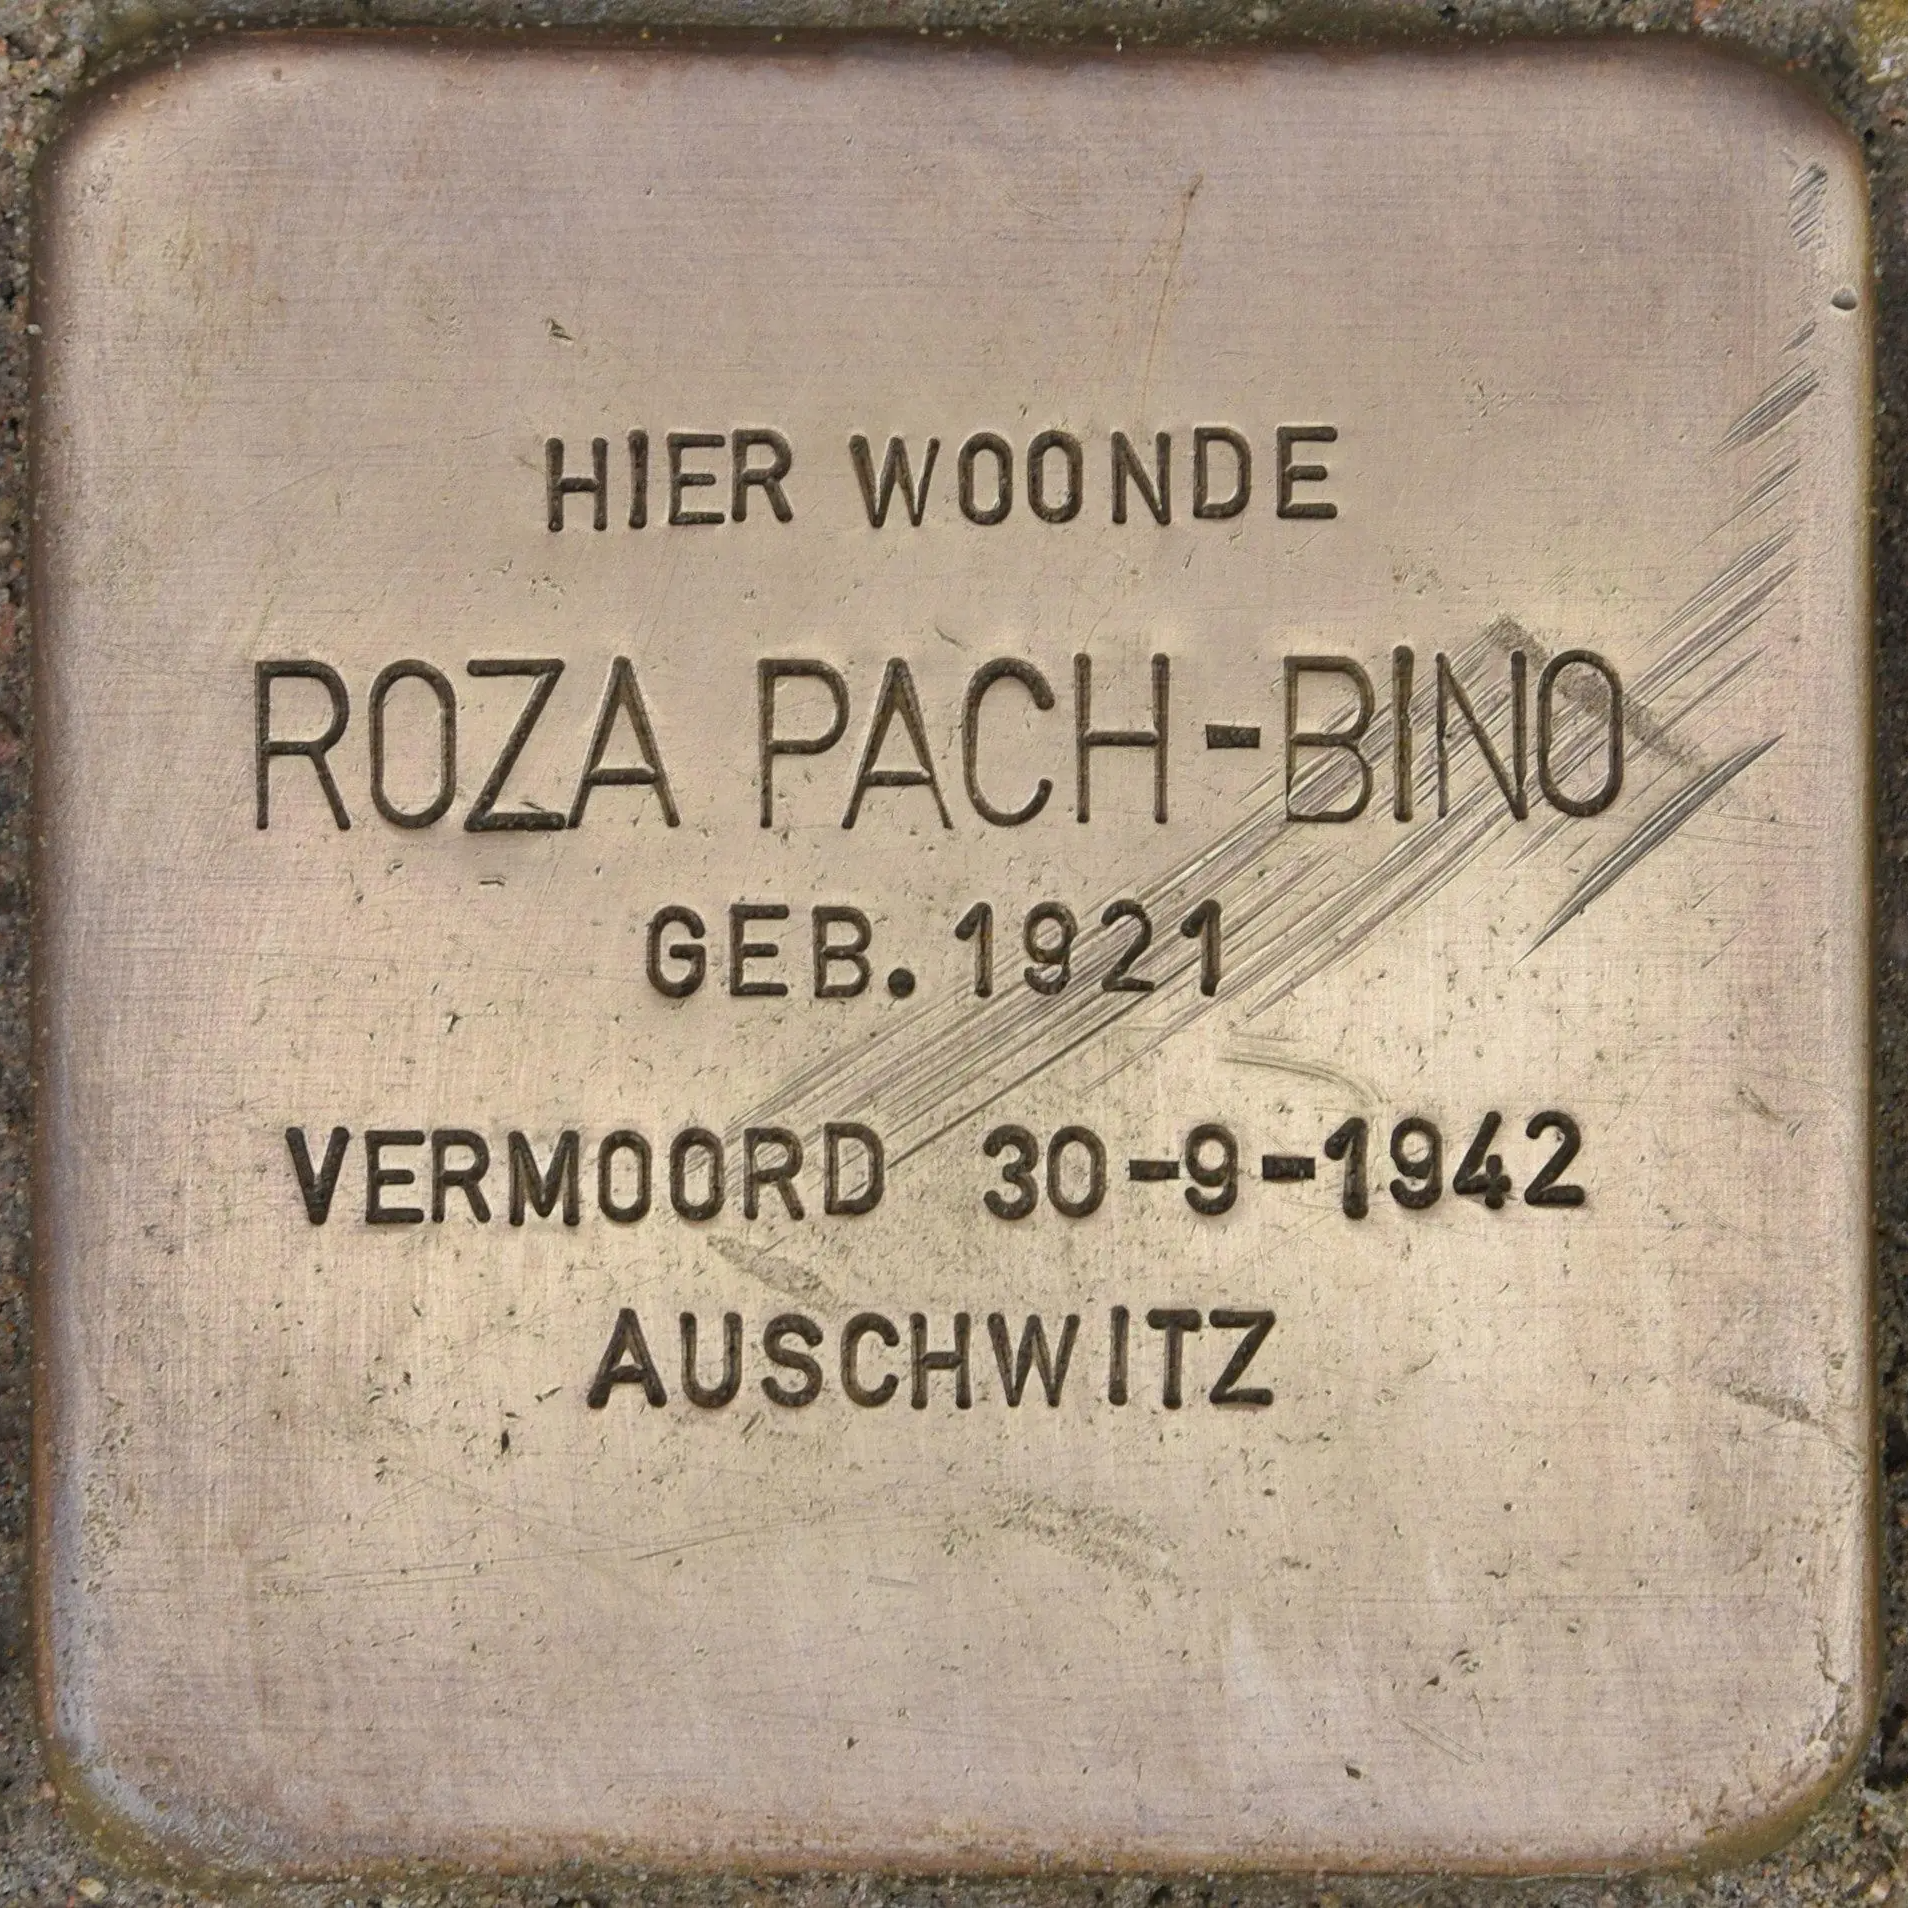 HIER WOONDE
ROZA PACH-BINO
GEB. 1921
VERMOORD 30-9-1942
AUSCHWITZ